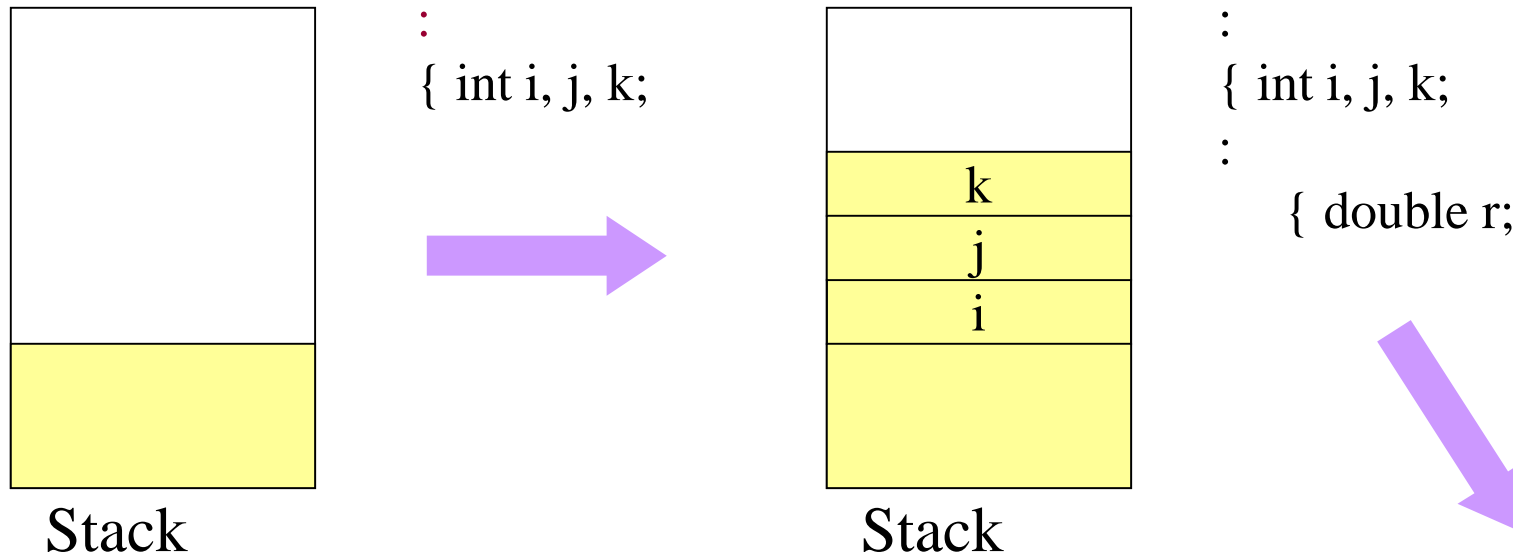 :
{ int i, j, k;
Stack
k
j
i
Stack
:
{ int i, j, k;
:
{ double r;